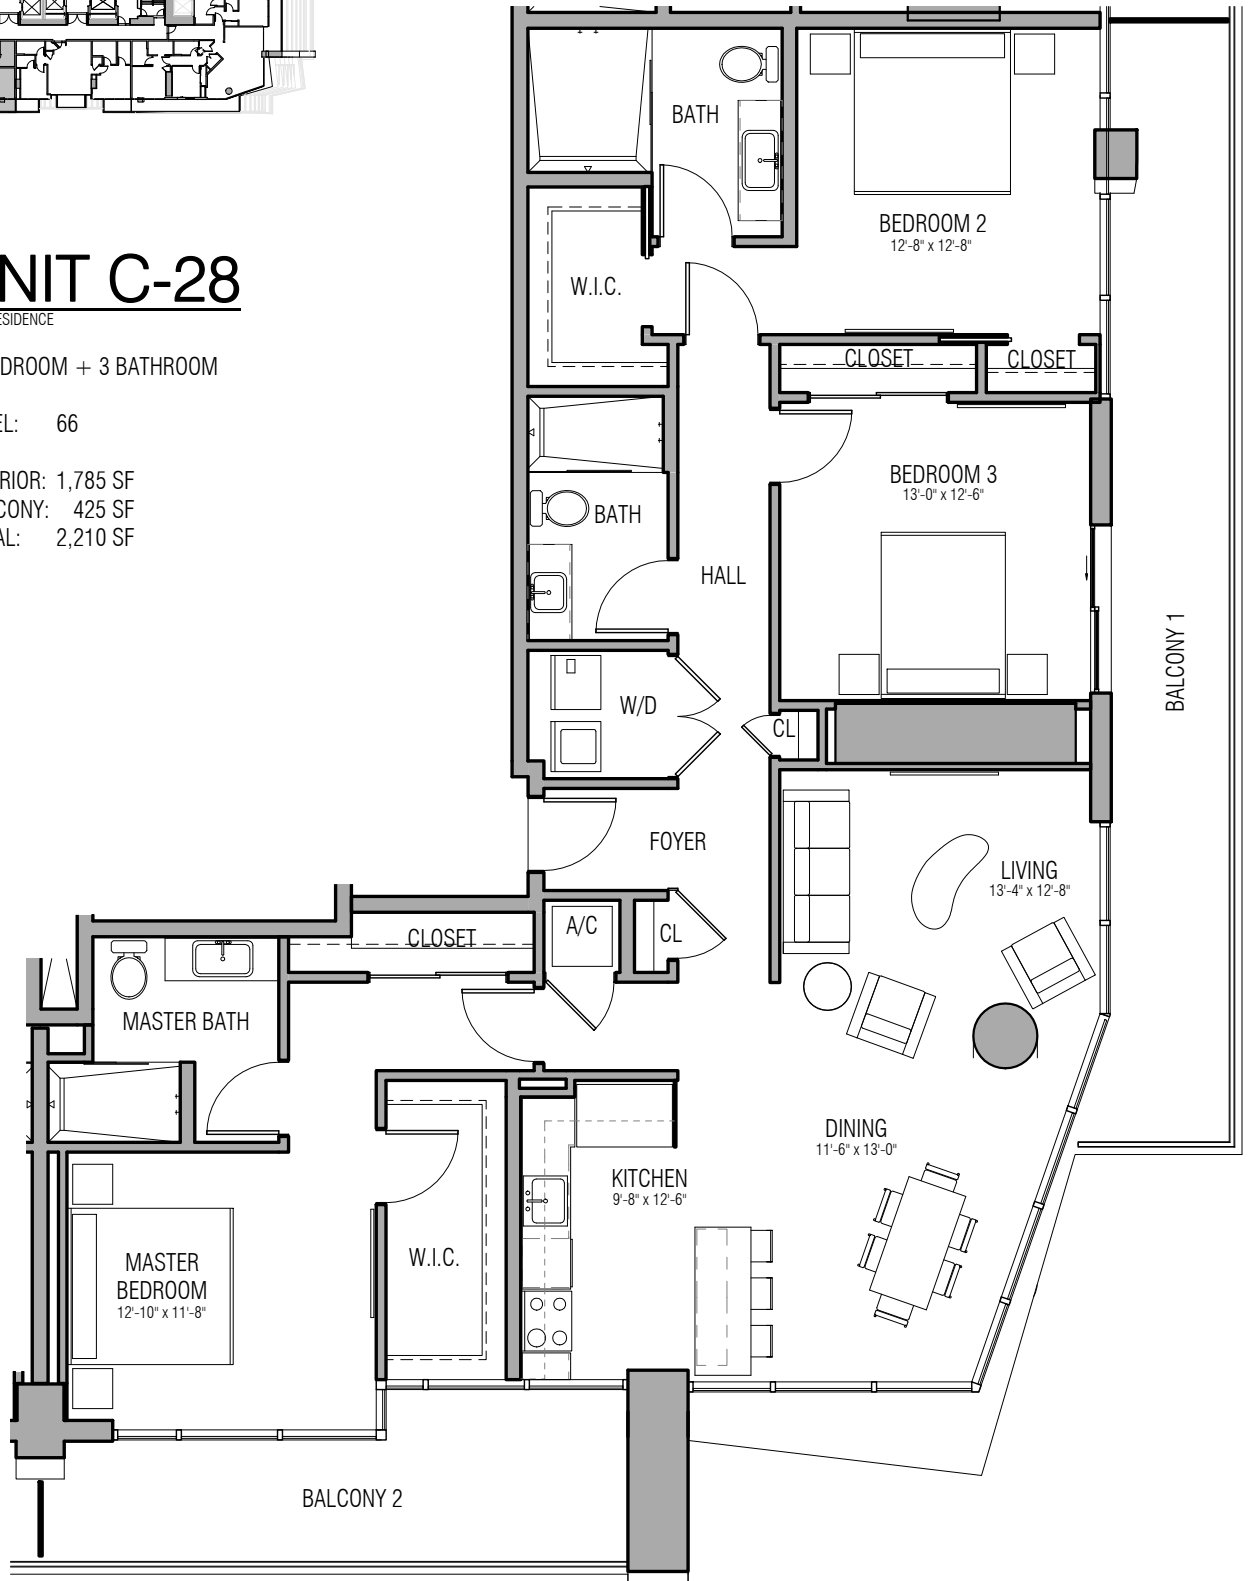 NIT C-28
ESIDENCE
DROOM + 3 BATHROOM
EL: 66
RIOR: 1,785 SF
CONY: 425 SF
AL: 2,210 SF
BATH
BEDROOM 2
12'-8" x 12'-8"
W.I.C.
CLOSET
CLOSET
BEDROOM 3
13'-0" x 12'-6"
BATH
HALL
BALCONY 1
W/D
CL
FOYER
LIVING
13'-4" x 12'-8"
A/C
CL
CLOSET
MASTER BATH
DINING
11'-6" x 13'-0"
KITCHEN
9'-8" x 12'-6"
W.I.C.
MASTER
BEDROOM
12'-10" x 11'-8"
BALCONY 2